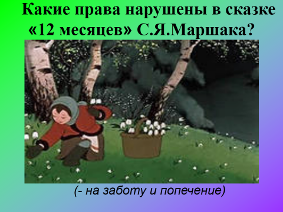 Какие права нарушены в сказке
«12 месяцев» С.Я.Маршака?
(- на заботу и попечение)